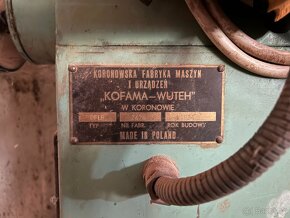 KORONOWSKA FABRYKA MASZYN
I URZĄDZEŃ
"KOFAMA-WUTEH"
W KORONOWIE
TYP NR FABR. ROK BUDOWY
MADE IN POLAND